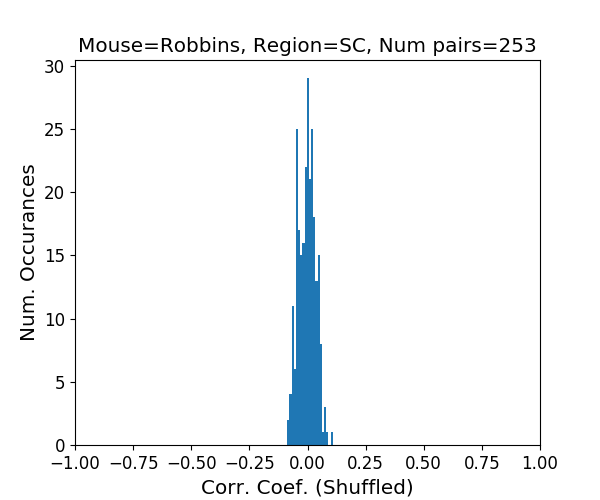 Mouse=Robbins, Region=SC, Num pairs=253
30
25
20
15
10
5
0
Num. Occurances
−1.00 −0.75 −0.50 −0.25 0.00 0.25 0.50 0.75 1.00
Corr. Coef. (Shuffled)